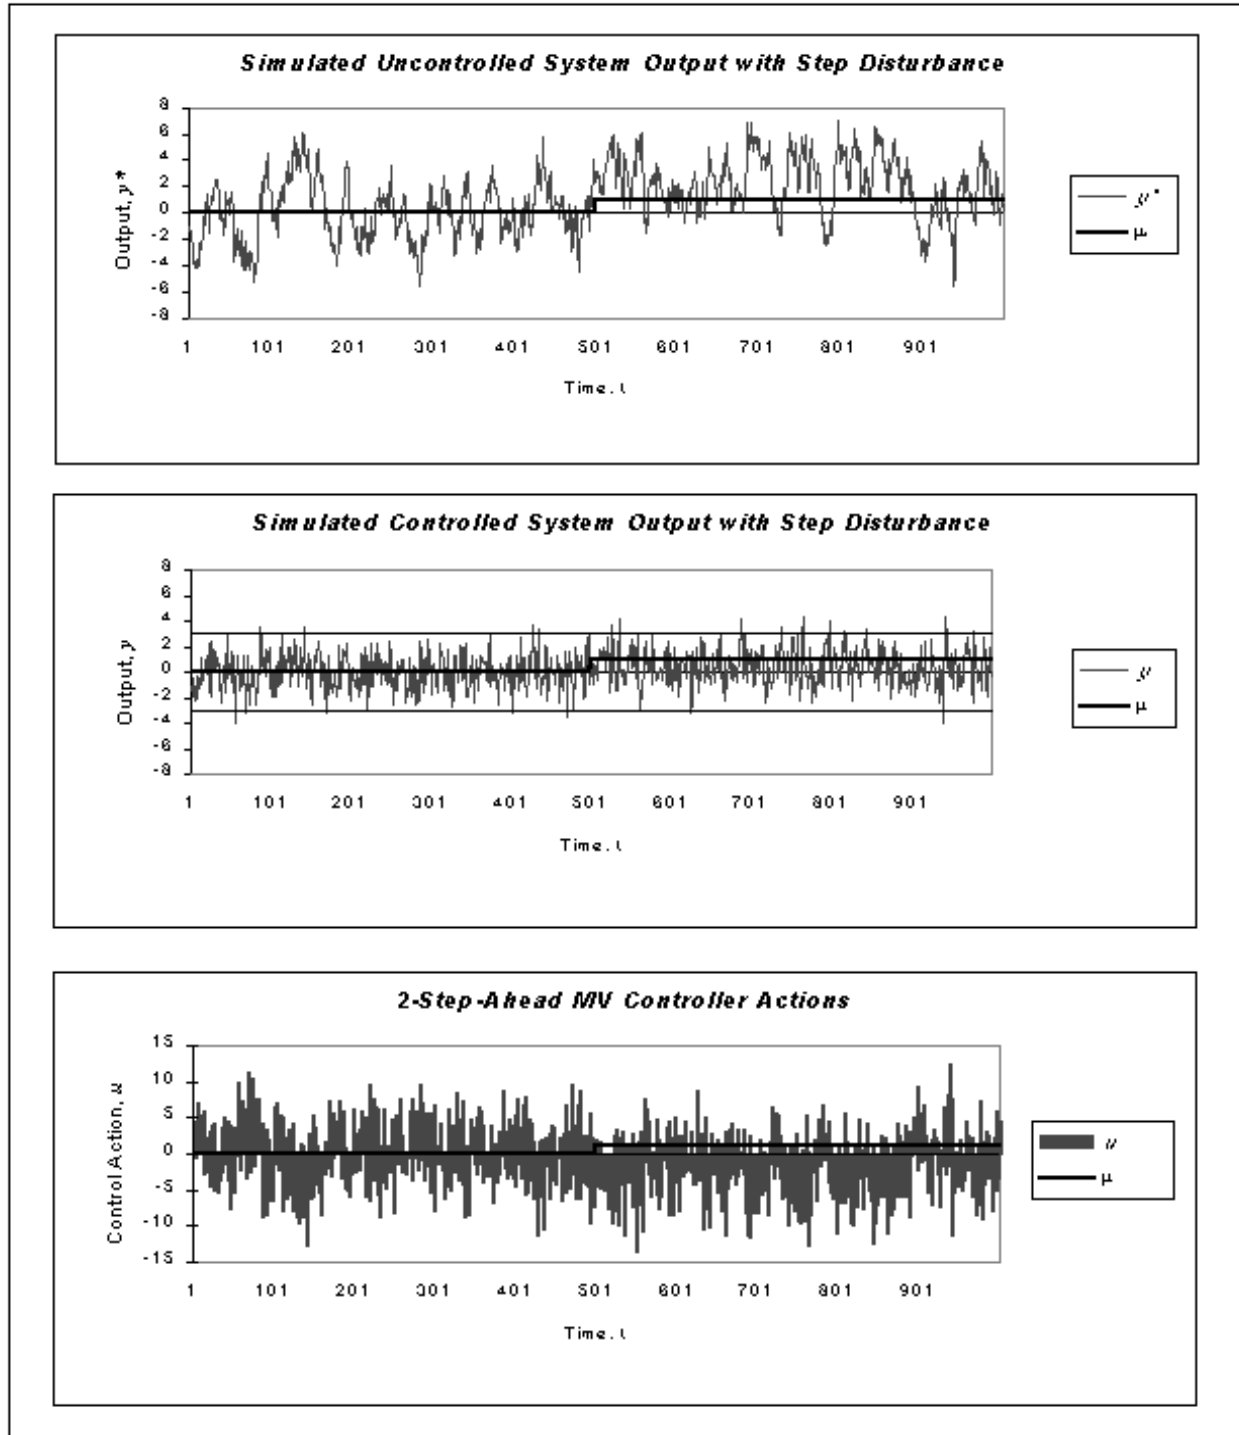 Simulated Uncontrolled System Output with Step Disturbance
8
6
4
2
0
-2
-4
-6
-8
Output, y*
1 101 201 301 401 501 601 701 801 901
Time, t
y*
μ
Simulated Controlled System Output with Step Disturbance
8
6
4
2
0
-2
-4
-6
-8
Output, y
1 101 201 301 401 501 601 701 801 901
Time, t
y
μ
2-Step-Ahead MV Controller Actions
15
10
5
0
-5
-10
-15
Control Action, u
1 101 201 301 401 501 601 701 801 901
Time, t
u
μ